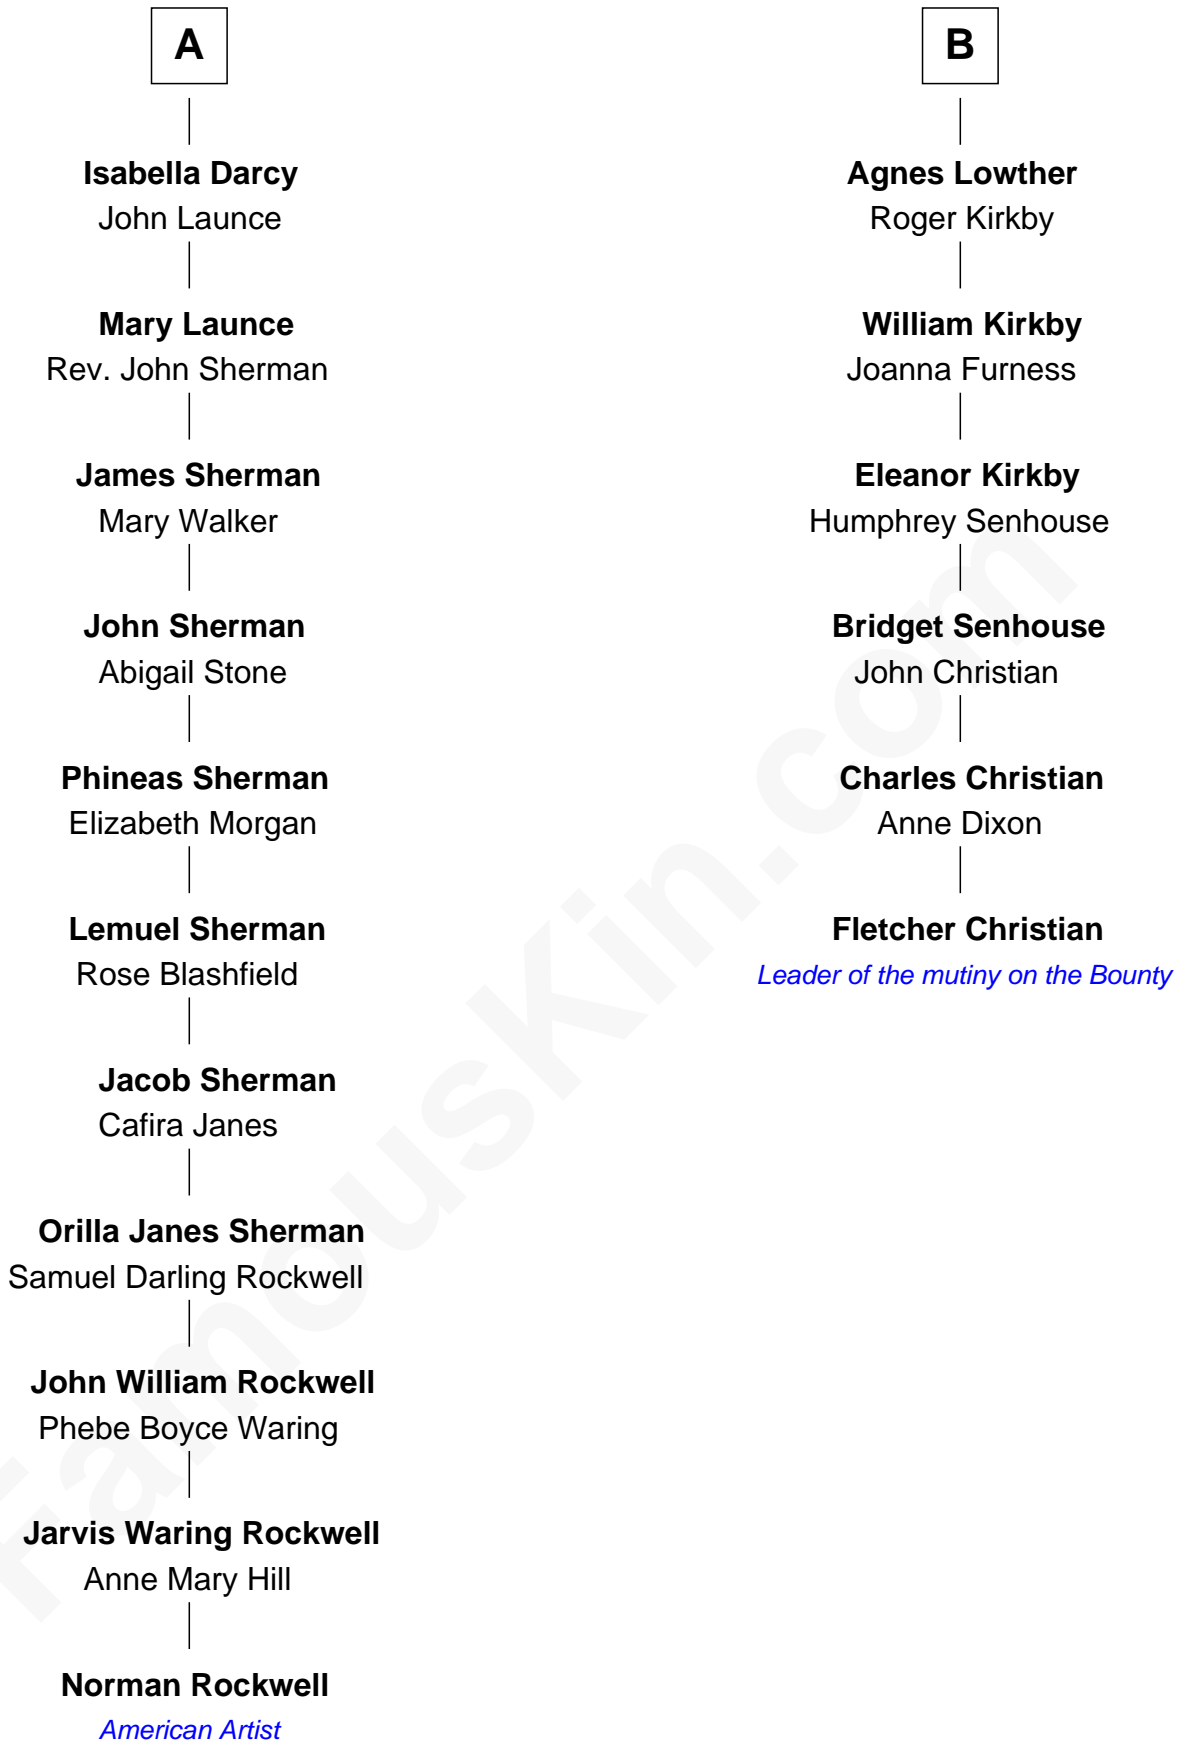 A
Isabella Darcy
John Launce
Mary Launce
Rev. John Sherman
James Sherman
Mary Walker
John Sherman
Abigail Stone
Phineas Sherman
Elizabeth Morgan
Lemuel Sherman
Rose Blashfield
Jacob Sherman
Cafira Janes
Orilla Janes Sherman
Samuel Darling Rockwell
John William Rockwell
Phebe Boyce Waring
Jarvis Waring Rockwell
Anne Mary Hill
Norman Rockwell
American Artist
B
Agnes Lowther
Roger Kirkby
William Kirkby
Joanna Furness
Eleanor Kirkby
Humphrey Senhouse
Bridget Senhouse
John Christian
Charles Christian
Anne Dixon
Fletcher Christian
Leader of the mutiny on the Bounty
FamousKin.com